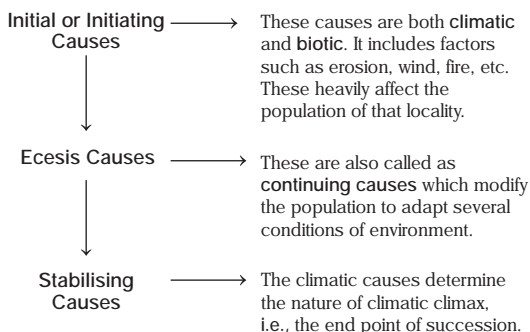 Initial or Initiating
Causes
These causes are both climatic
and biotic. It includes factors
such as erosion, wind, fire, etc.
These heavily affect the
population of that locality.
Ecesis Causes
These are also called as
continuing causes which modify
the population to adapt several
conditions of environment.
Stabilising
Causes
The climatic causes determine
the nature of climatic climax,
i.e., the end point of succession.